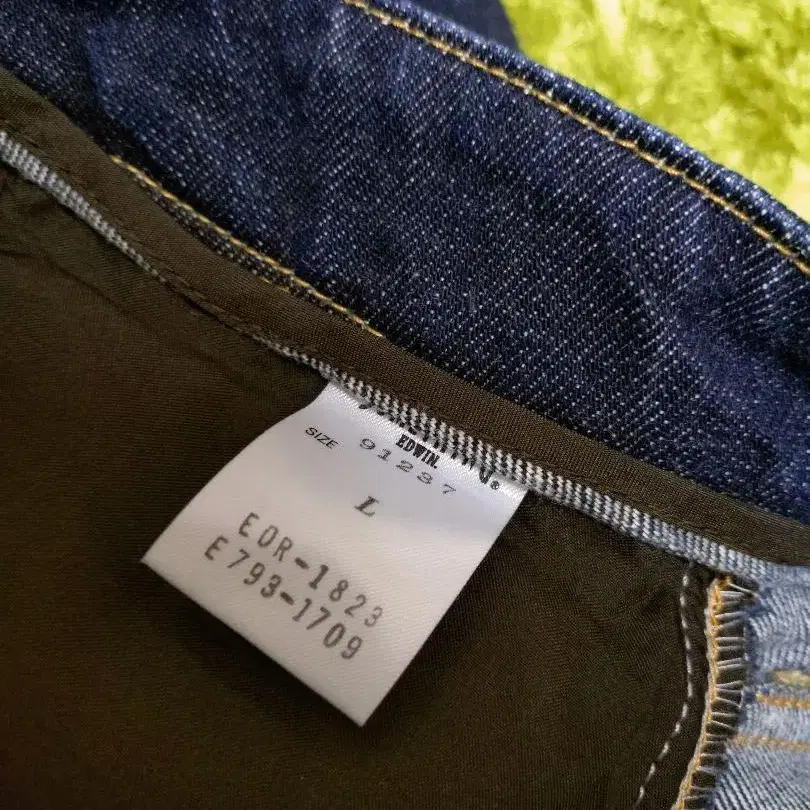 EDWIN.
®
SIZE 91237
L
EOR-1823
E793-1709